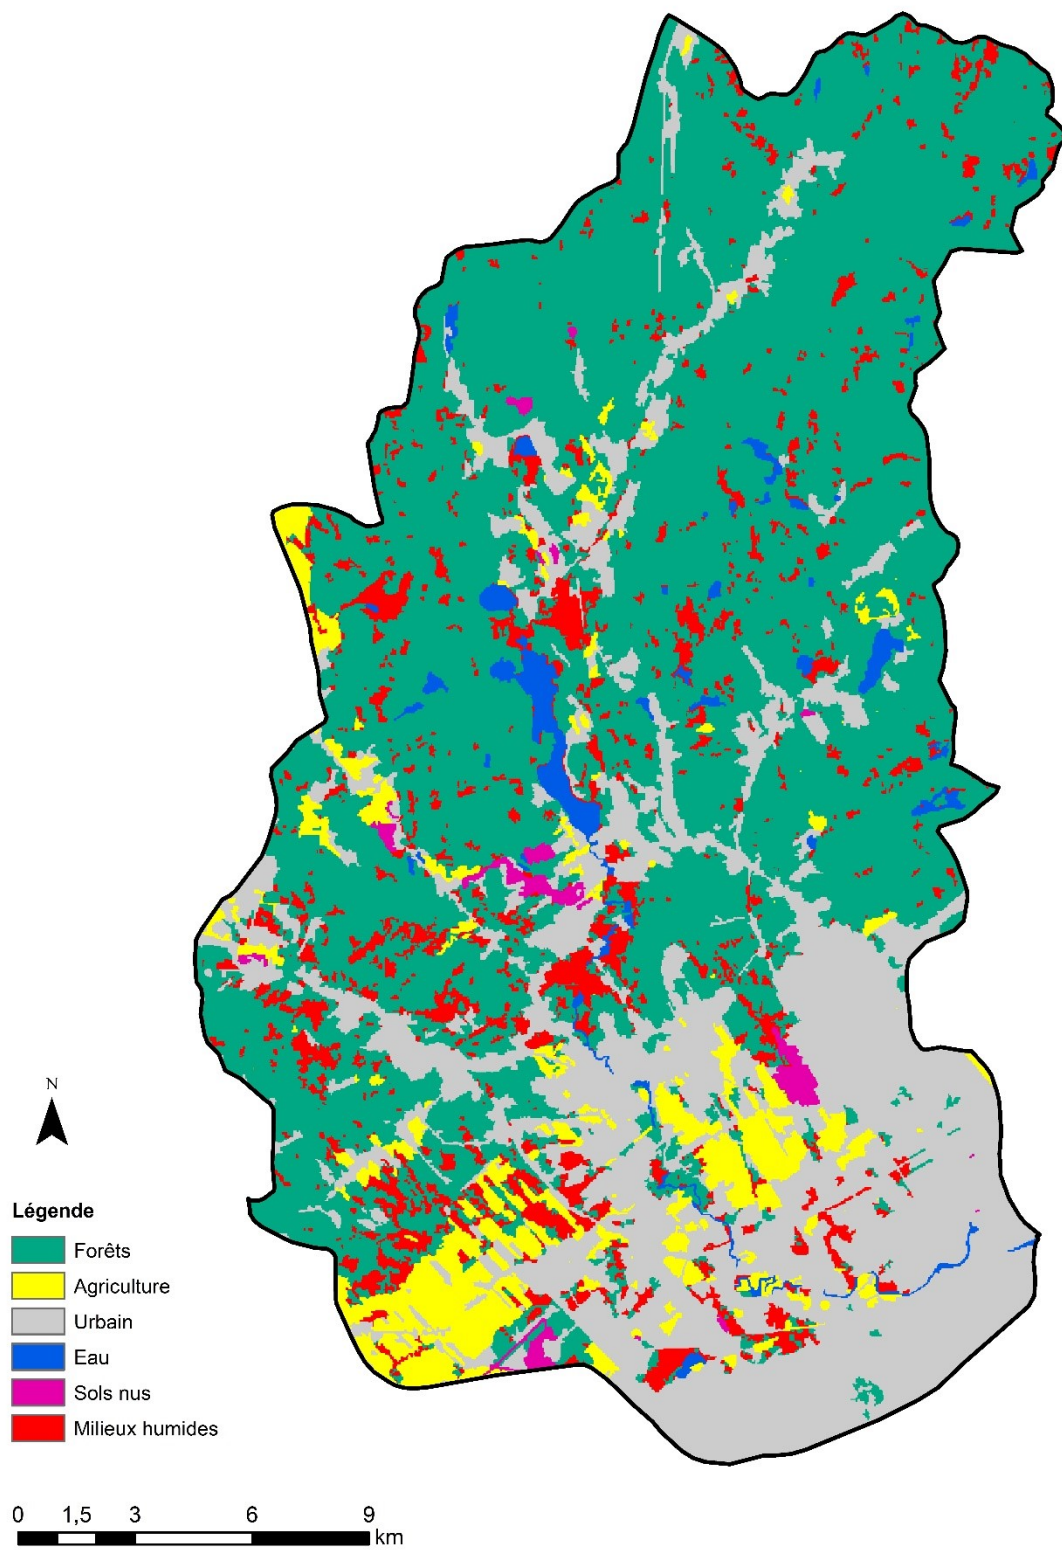 N
Légende
Forêts
Agriculture
Urbain
Eau
Sols nus
Milieux humides
0 1,5 3 6 9
km